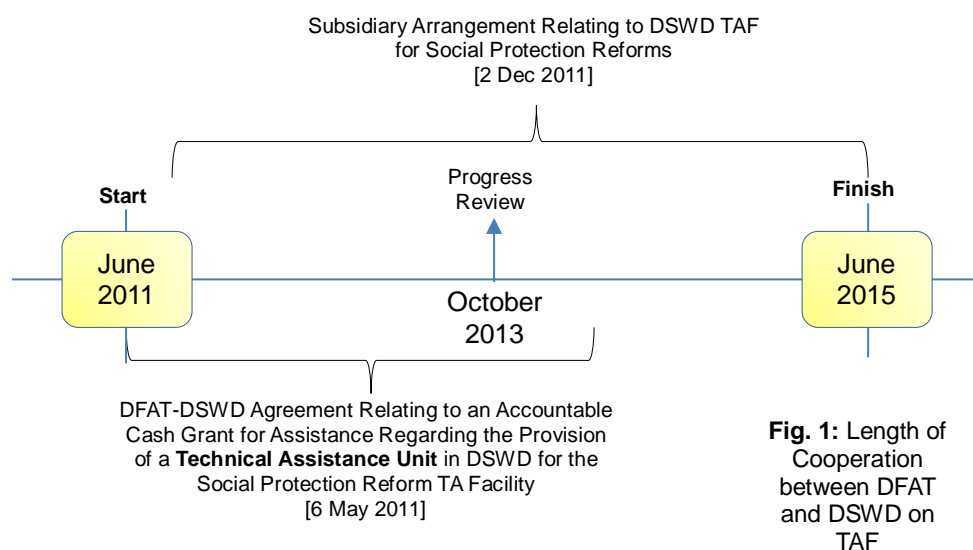 Subsidiary Arrangement Relating to DSWD TAF
for Social Protection Reforms
[2 Dec 2011]
Start
Progress
Review
Finish
June
2011
October
2013
June
2015
DFAT-DSWD Agreement Relating to an Accountable
Cash Grant for Assistance Regarding the Provision
of a Technical Assistance Unit in DSWD for the
Social Protection Reform TA Facility
[6 May 2011]
Fig. 1: Length of
Cooperation
between DFAT
and DSWD on
TAF